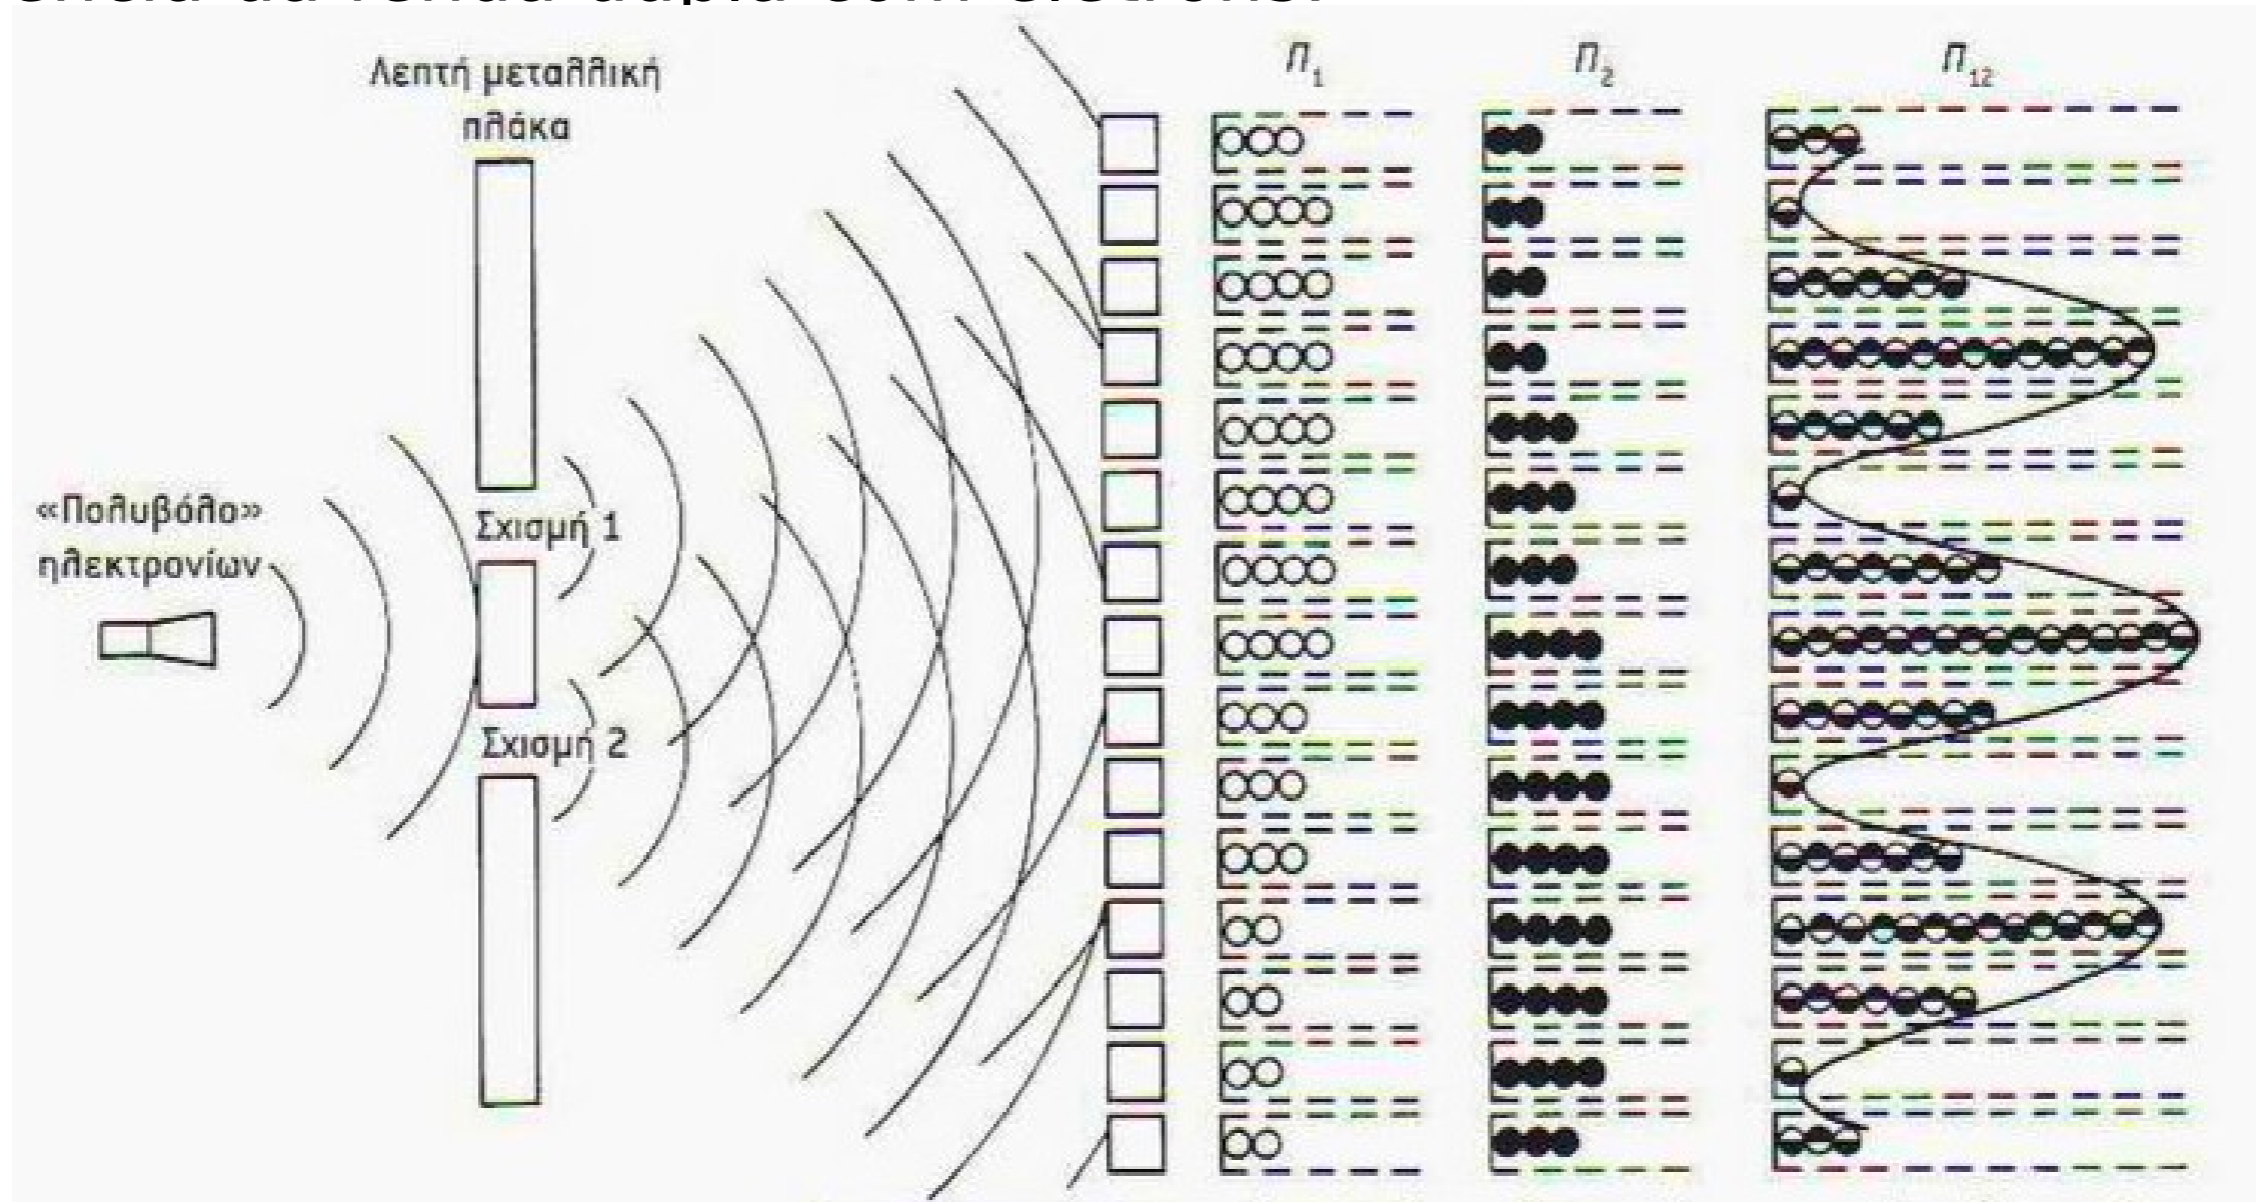 Λεπτή μεταλλική
πλάκα
«Πολυβόλο»
ηλεκτρονίων
Σχισμή 1
Σχισμή 2
Π₁
Π₂
Π₁₂